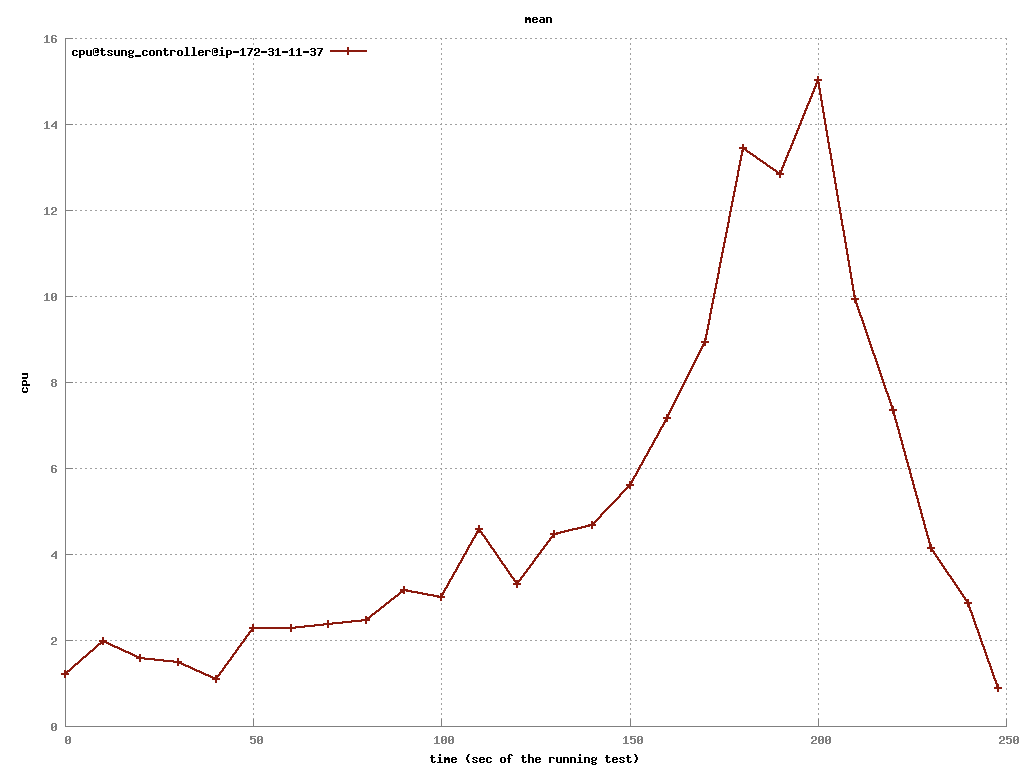 mean
cpu@tsung_controller@ip-172-31-11-37
16
14
12
10
8
6
4
2
0
cpu
0 50 100 150 200 250
time (sec of the running test)